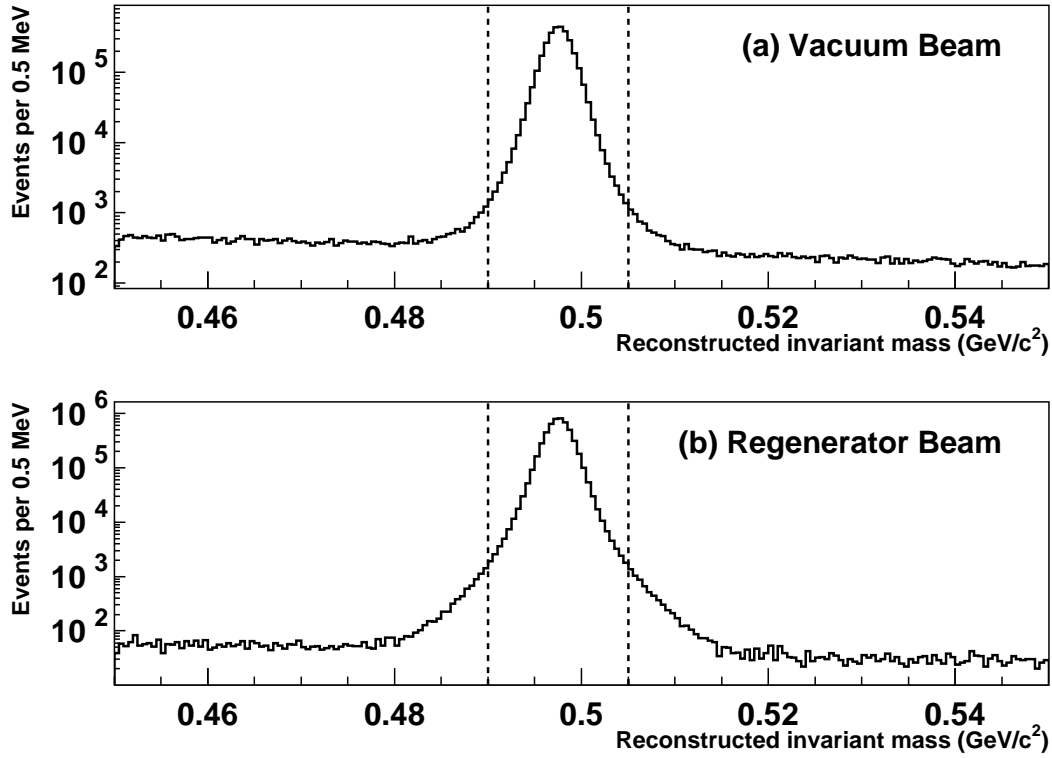 Events per 0.5 MeV
(a) Vacuum Beam
10^5
10^4
10^3
10^2
0.46 0.48 0.5 0.52 0.54
Reconstructed invariant mass (GeV/c^2)
Events per 0.5 MeV
(b) Regenerator Beam
10^6
10^5
10^4
10^3
10^2
0.46 0.48 0.5 0.52 0.54
Reconstructed invariant mass (GeV/c^2)